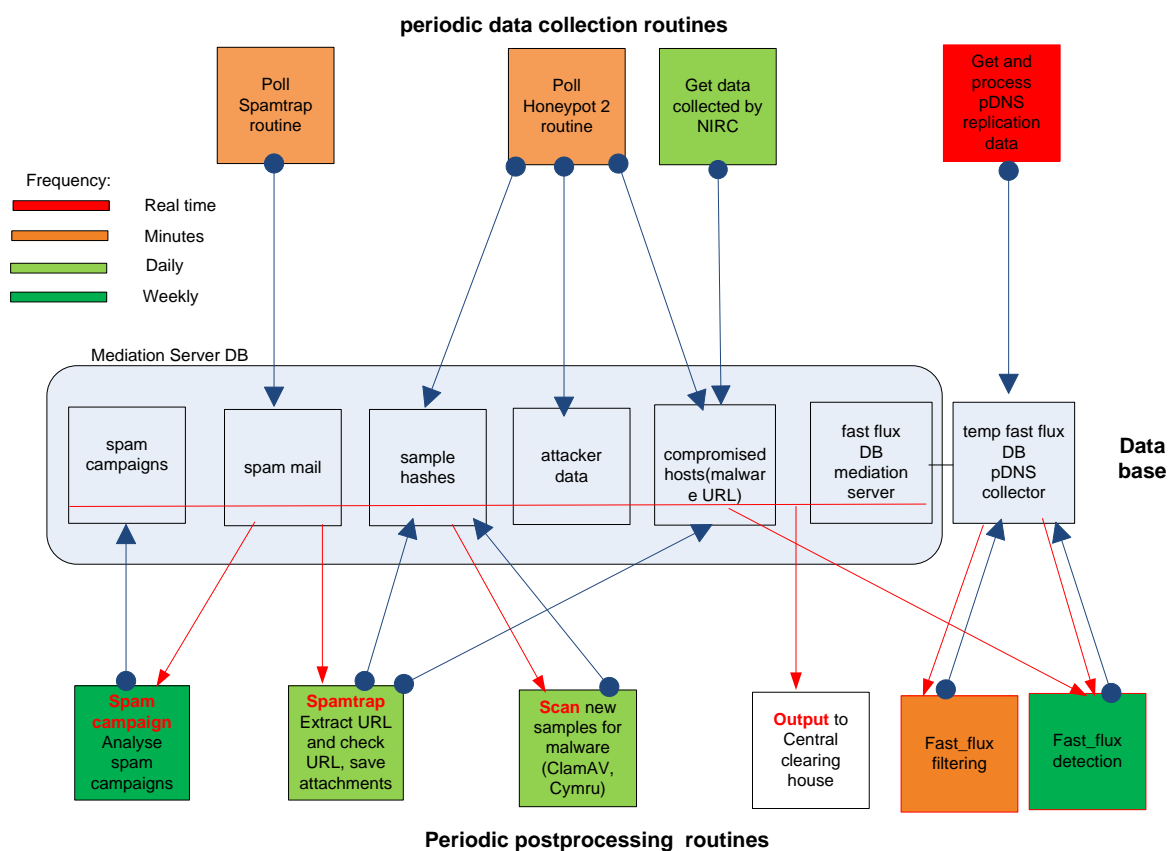 periodic data collection routines
Poll
Spamtrap
routine
Poll
Honeypot 2
routine
Get data
collected by
NIRC
Get and
process
pDNS
replication
data
Frequency:
Real time
Minutes
Daily
Weekly
Mediation Server DB
spam
campaigns
spam mail
sample
hashes
attacker
data
compromised
hosts(malwar
e URL)
fast flux
DB
mediation
server
temp fast flux
DB
pDNS
collector
Data
base
Spam
campaign
Analyse
spam
campaigns
Spamtrap
Extract URL
and check
URL, save
attachments
Scan new
samples for
malware
(ClamAV,
Cymru)
Output to
Central
clearing
house
Fast_flux
filtering
Fast_flux
detection
Periodic postprocessing routines